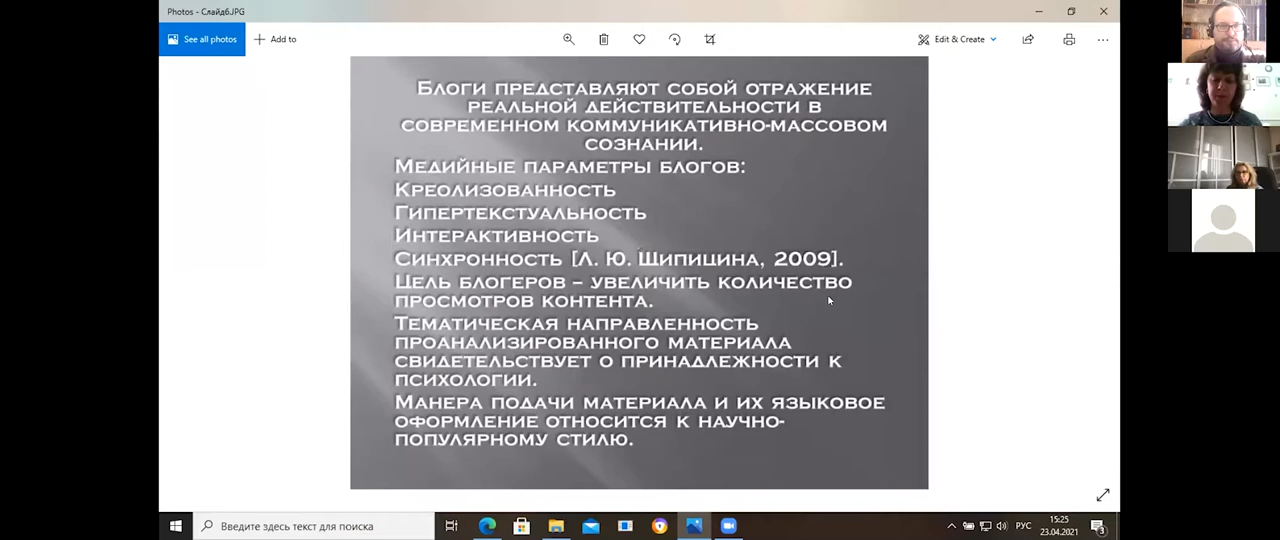 Photos - Слайд6.JPG
See all photos
Add to
Edit & Create
Блоги представляют собой отражение
реальной действительности в
современном коммуникативно-массовом
сознании.
Медийные параметры блогов:
Креолизованность
Гипертекстуальность
Интерактивность
Синхронность [Л. Ю. Щипицина, 2009].
Цель блогеров – увеличить количество
просмотров контента.
Тематическая направленность
проанализированного материала
свидетельствует о принадлежности к
психологии.
Манера подачи материала и их языковое
оформление относится к научно-
популярному стилю.
Введите здесь текст для поиска
РУС
15:25
23.04.2021
3